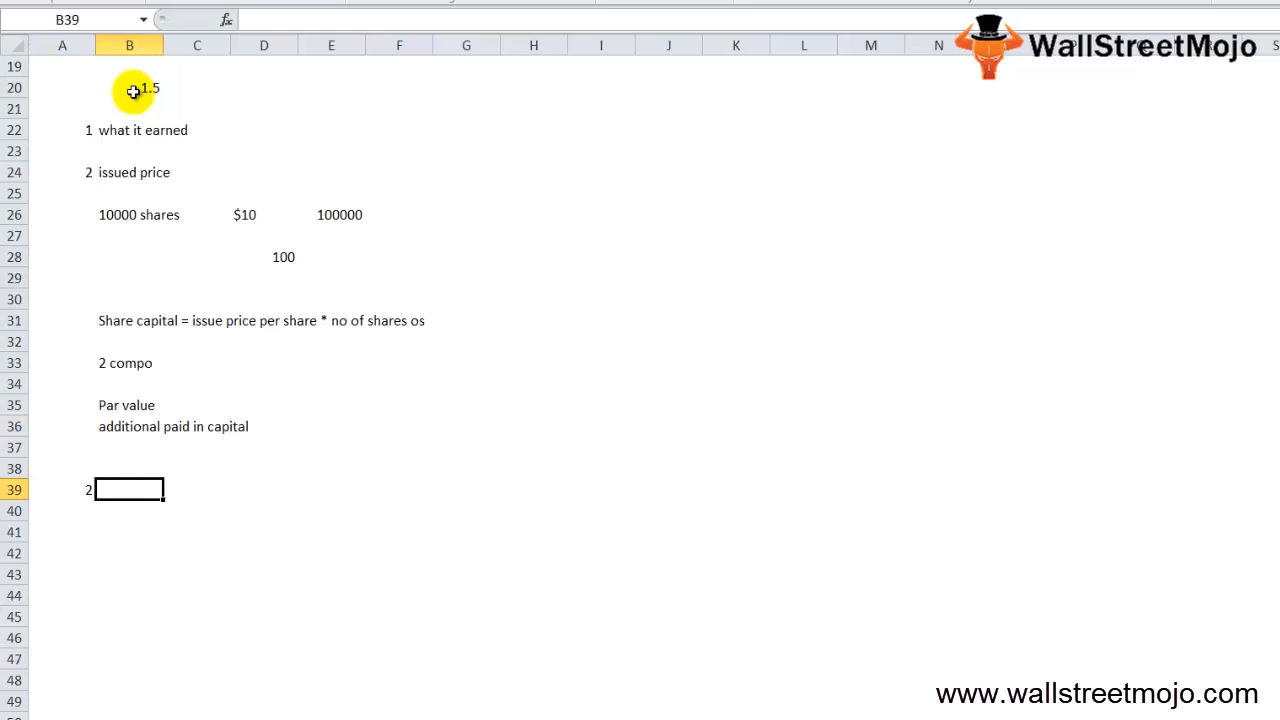 B39
fx
A B C D E F G H I J K L M N S
WallStreetMojo
19
20 1.5
21
22 1 what it earned
23
24 2 issued price
25
26 10000 shares $10 100000
27
28 100
29
30
31 Share capital = issue price per share * no of shares os
32
33 2 compo
34
35 Par value
36 additional paid in capital
37
38
39 2
40
41
42
43
44
45
46
47
48
49
www.wallstreetmojo.com